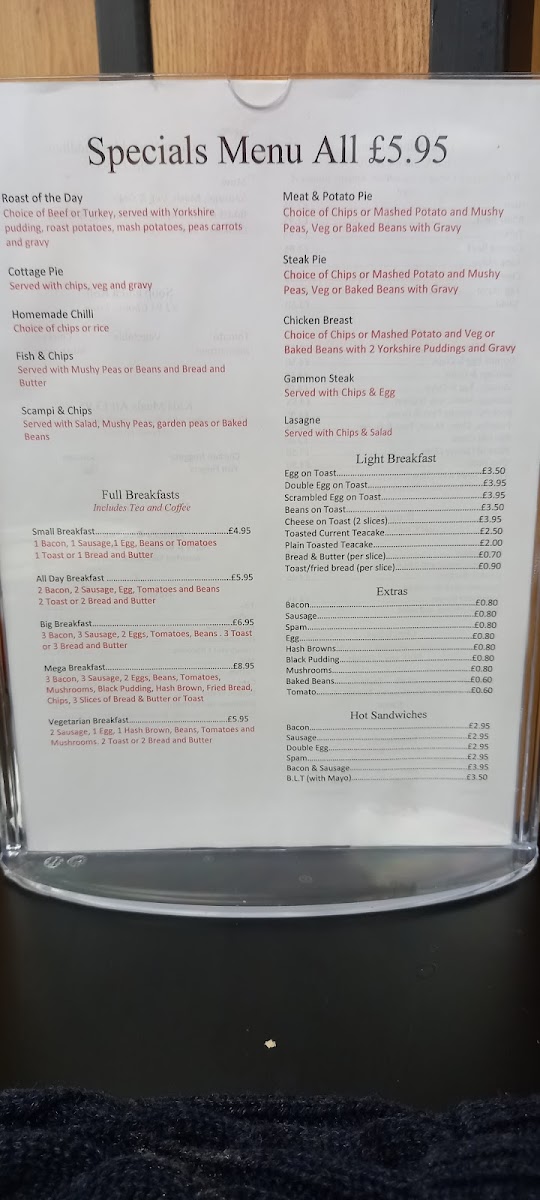 Specials Menu All £5.95
Roast of the Day
Choice of Beef or Turkey, served with Yorkshire
pudding, roast potatoes, mash potatoes, peas carrots
and gravy
Cottage Pie
Served with chips, veg and gravy
Homemade Chilli
Choice of chips or rice
Fish & Chips
Served with Mushy Peas or Beans and Bread and
Butter
Scampi & Chips
Served with Salad, Mushy Peas, garden peas or Baked
Beans
Full Breakfasts
Includes Tea and Coffee
Small Breakfast.....£4.95
1 Bacon, 1 Sausage,1 Egg, Beans or Tomatoes
1 Toast or 1 Bread and Butter
All Day Breakfast.....£5.95
2 Bacon, 2 Sausage, Egg, Tomatoes and Beans
2 Toast or 2 Bread and Butter
Big Breakfast.....£6.95
3 Bacon, 3 Sausage, 2 Eggs, Tomatoes, Beans . 3 Toast
or 3 Bread and Butter
Mega Breakfast.....£8.95
3 Bacon, 3 Sausage, 2 Eggs, Beans, Tomatoes,
Mushrooms, Black Pudding, Hash Brown, Fried Bread,
Chips, 3 Slices of Bread & Butter or Toast
Vegetarian Breakfast.....£5.95
2 Sausage, 1 Egg, 1 Hash Brown, Beans, Tomatoes and
Mushrooms. 2 Toast or 2 Bread and Butter
Meat & Potato Pie
Choice of Chips or Mashed Potato and Mushy
Peas, Veg or Baked Beans with Gravy
Steak Pie
Choice of Chips or Mashed Potato and Mushy
Peas, Veg or Baked Beans with Gravy
Chicken Breast
Choice of Chips or Mashed Potato and Veg or
Baked Beans with 2 Yorkshire Puddings and Gravy
Gammon Steak
Served with Chips & Egg
Lasagne
Served with Chips & Salad
Light Breakfast
Egg on Toast.....£3.50
Double Egg on Toast.....£3.95
Scrambled Egg on Toast.....£3.95
Beans on Toast.....£3.50
Cheese on Toast (2 slices).....£3.95
Toasted Current Teacake.....£2.50
Plain Toasted Teacake.....£2.00
Bread & Butter (per slice).....£0.70
Toast/fried bread (per slice).....£0.90
Extras
Bacon.....£0.80
Sausage.....£0.80
Spam.....£0.80
Egg.....£0.80
Hash Browns.....£0.80
Black Pudding.....£0.80
Mushrooms.....£0.80
Baked Beans.....£0.60
Tomato.....£0.60
Hot Sandwiches
Bacon.....£2.95
Sausage.....£2.95
Double Egg.....£2.95
Spam.....£2.95
Bacon & Sausage.....£3.95
B.L.T (with Mayo).....£3.50